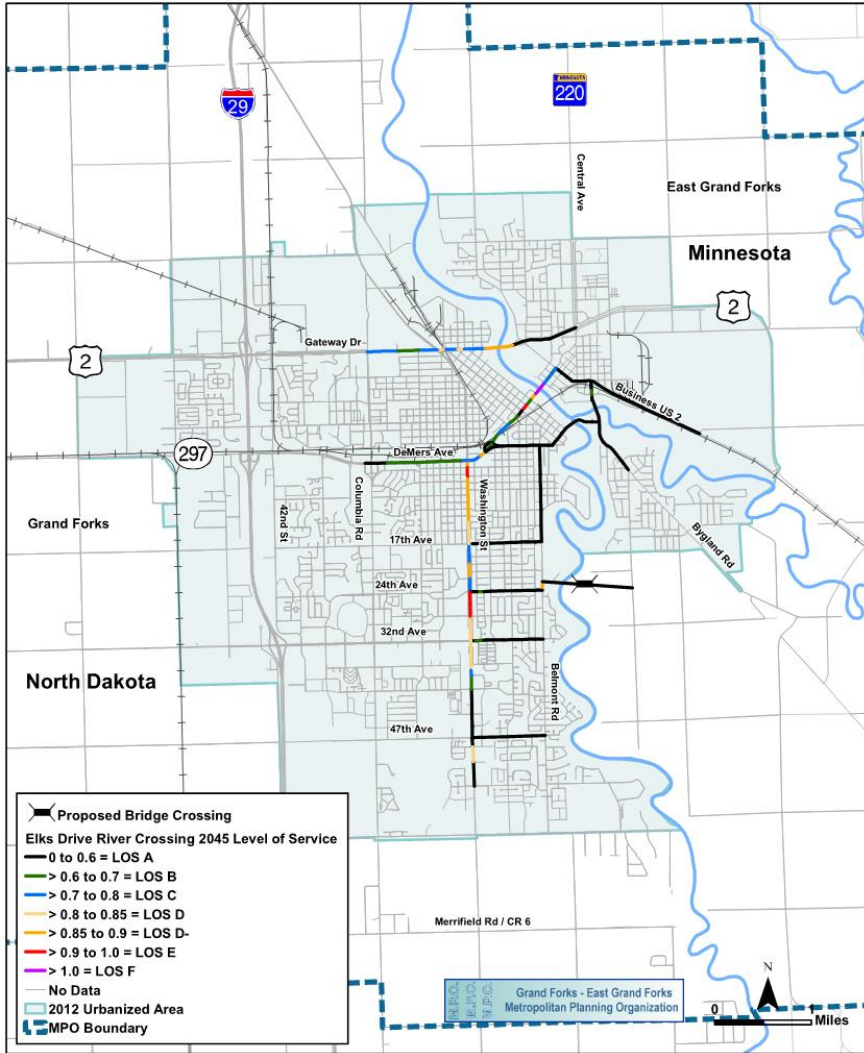 29
MINNESOTA
220
Central Ave
East Grand Forks
Minnesota
2
Gateway Dr
2
Business US 2
297
DeMers Ave
Grand Forks
42nd St
Columbia Rd
Washington St
17th Ave
Bygland Rd
24th Ave
32nd Ave
North Dakota
Belmont Rd
47th Ave
Proposed Bridge Crossing
Elks Drive River Crossing 2045 Level of Service
0 to 0.6 = LOS A
> 0.6 to 0.7 = LOS B
> 0.7 to 0.8 = LOS C
> 0.8 to 0.85 = LOS D
> 0.85 to 0.9 = LOS D-
> 0.9 to 1.0 = LOS E
> 1.0 = LOS F
No Data
2012 Urbanized Area
MPO Boundary
Merrifield Rd / CR 6
M.P.O.
M.P.O.
M.P.O.
Grand Forks - East Grand Forks
Metropolitan Planning Organization
N
0 1
Miles